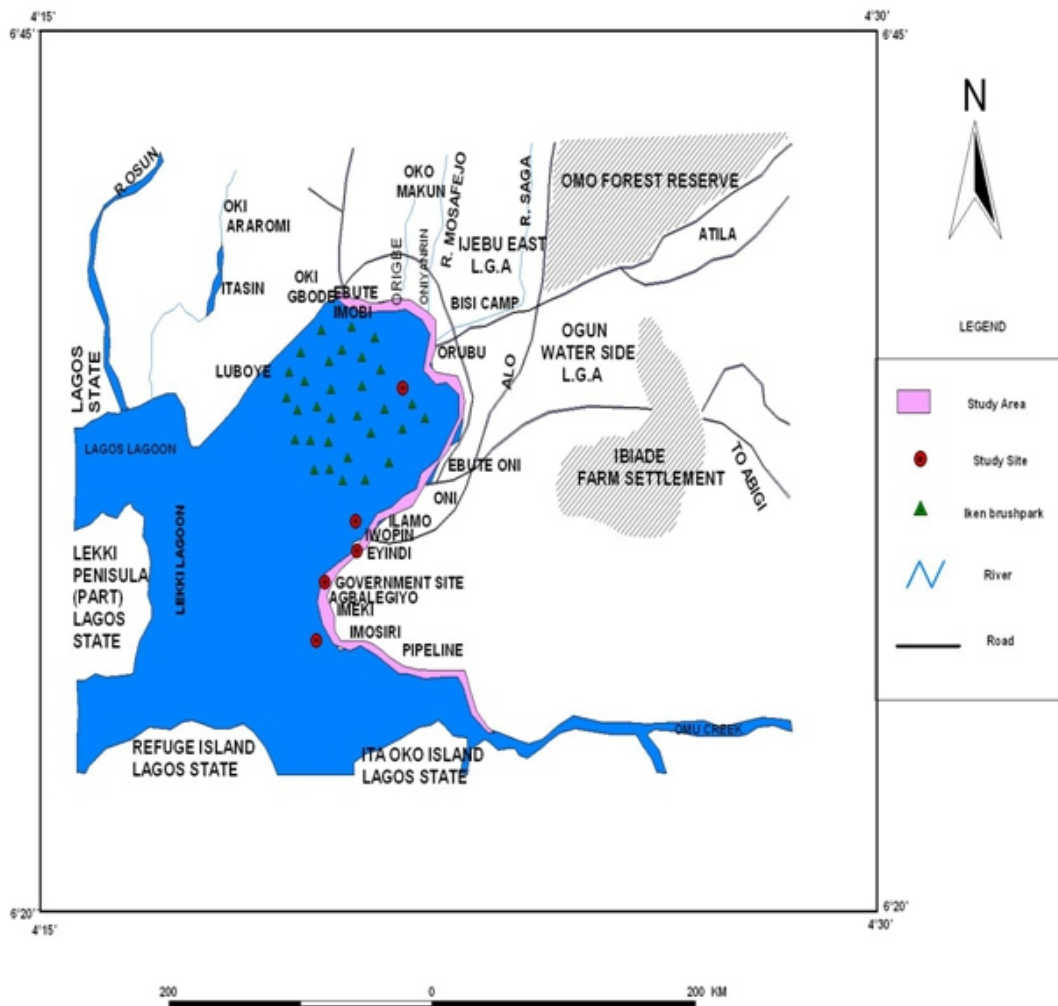 4°15'
4°30'
6°45'
6°45'
N
R OSUN
OKI
ARAROMI
ITASIN
OKO
MAKUN
R. MOSAFEJO
R. SAGA
ORIGBE
ONIYANRIN
IJEBU EAST
L.G.A
OMO FOREST RESERVE
ATILA
OKI
GBODE
EBUTE
IMOBI
BISI CAMP
ORUBU
LUBOYE
ALO
OGUN
WATER SIDE
L.G.A
LAGOS
STATE
LAGOS LAGOON
LEKKI LAGOON
EBUTE ONI
ONI
IBIADE
FARM SETTLEMENT
TO ABIGI
ILAMO
IWOPIN
EYINDI
GOVERNMENT SITE
AGBALEGIYO
IMEKI
IMOSIRI
PIPELINE
LEKKI
PENISULA
(PART)
LAGOS
STATE
REFUGE ISLAND
LAGOS STATE
ITA OKO ISLAND
LAGOS STATE
OMU CREEK
LEGEND
Study Area
Study Site
Iken brushpark
River
Road
6°20'
6°20'
4°15'
4°30'
200
0
200 KM